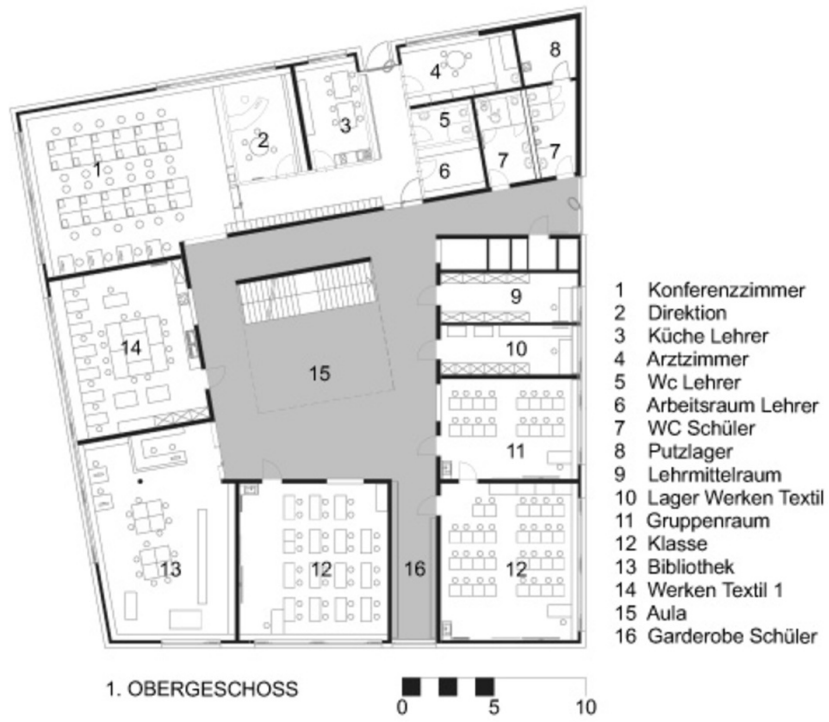 8
4
3
2
5
1
7
7
6
9
14
10
15
11
13
12
16
12
1 Konferenzzimmer
2 Direktion
3 Küche Lehrer
4 Arztzimmer
5 Wc Lehrer
6 Arbeitsraum Lehrer
7 WC Schüler
8 Putzlager
9 Lehrmittelraum
10 Lager Werken Textil
11 Gruppenraum
12 Klasse
13 Bibliothek
14 Werken Textil 1
15 Aula
16 Garderobe Schüler
1. OBERGESCHOSS
0 5 10